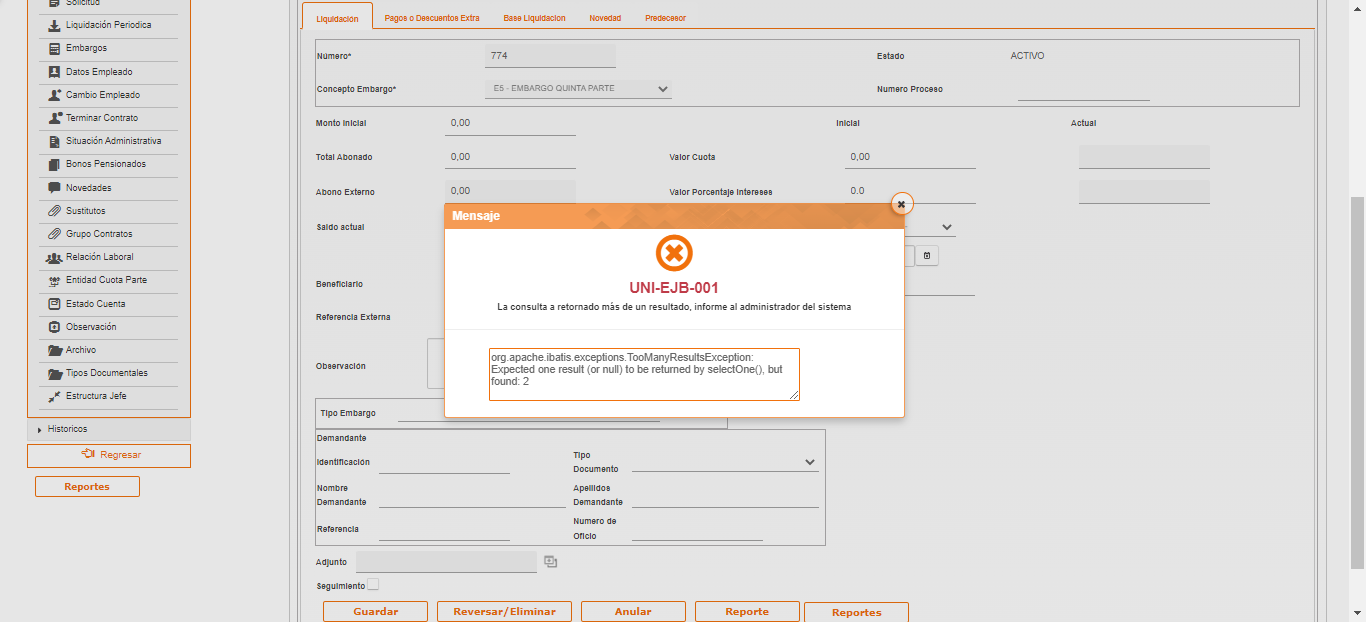 Solicitud
Liquidación Periodica
Embargos
Datos Empleado
Cambio Empleado
Terminar Contrato
Situación Administrativa
Bonos Pensionados
Novedades
Sustitutos
Grupo Contratos
Relación Laboral
Entidad Cuota Parte
Estado Cuenta
Observación
Archivo
Tipos Documentales
Estructura Jefe
Historicos
Regresar
Reportes
Liquidación Pagos o Descuentos Extra Base Liquidacion Novedad Predecesor
Número* 774 Estado ACTIVO
Concepto Embargo* E5 - EMBARGO QUINTA PARTE Numero Proceso
Monto Inicial 0,00 Inicial Actual
Total Abonado 0,00 Valor Cuota 0,00
Abono Externo 0,00 Valor Porcentaje Intereses 0.0
Saldo actual
Beneficiario
Referencia Externa
Observación
Mensaje
UNI-EJB-001
La consulta a retornado más de un resultado, informe al administrador del sistema
org.apache.ibatis.exceptions.TooManyResultsException:
Expected one result (or null) to be returned by selectOne(), but
found: 2
Tipo Embargo
Demandante
Identificación Tipo
Documento
Nombre Apellidos
Demandante Demandante
Referencia Numero de
Oficio
Adjunto
Seguimiento
Guardar Reversar/Eliminar Anular Reporte Reportes